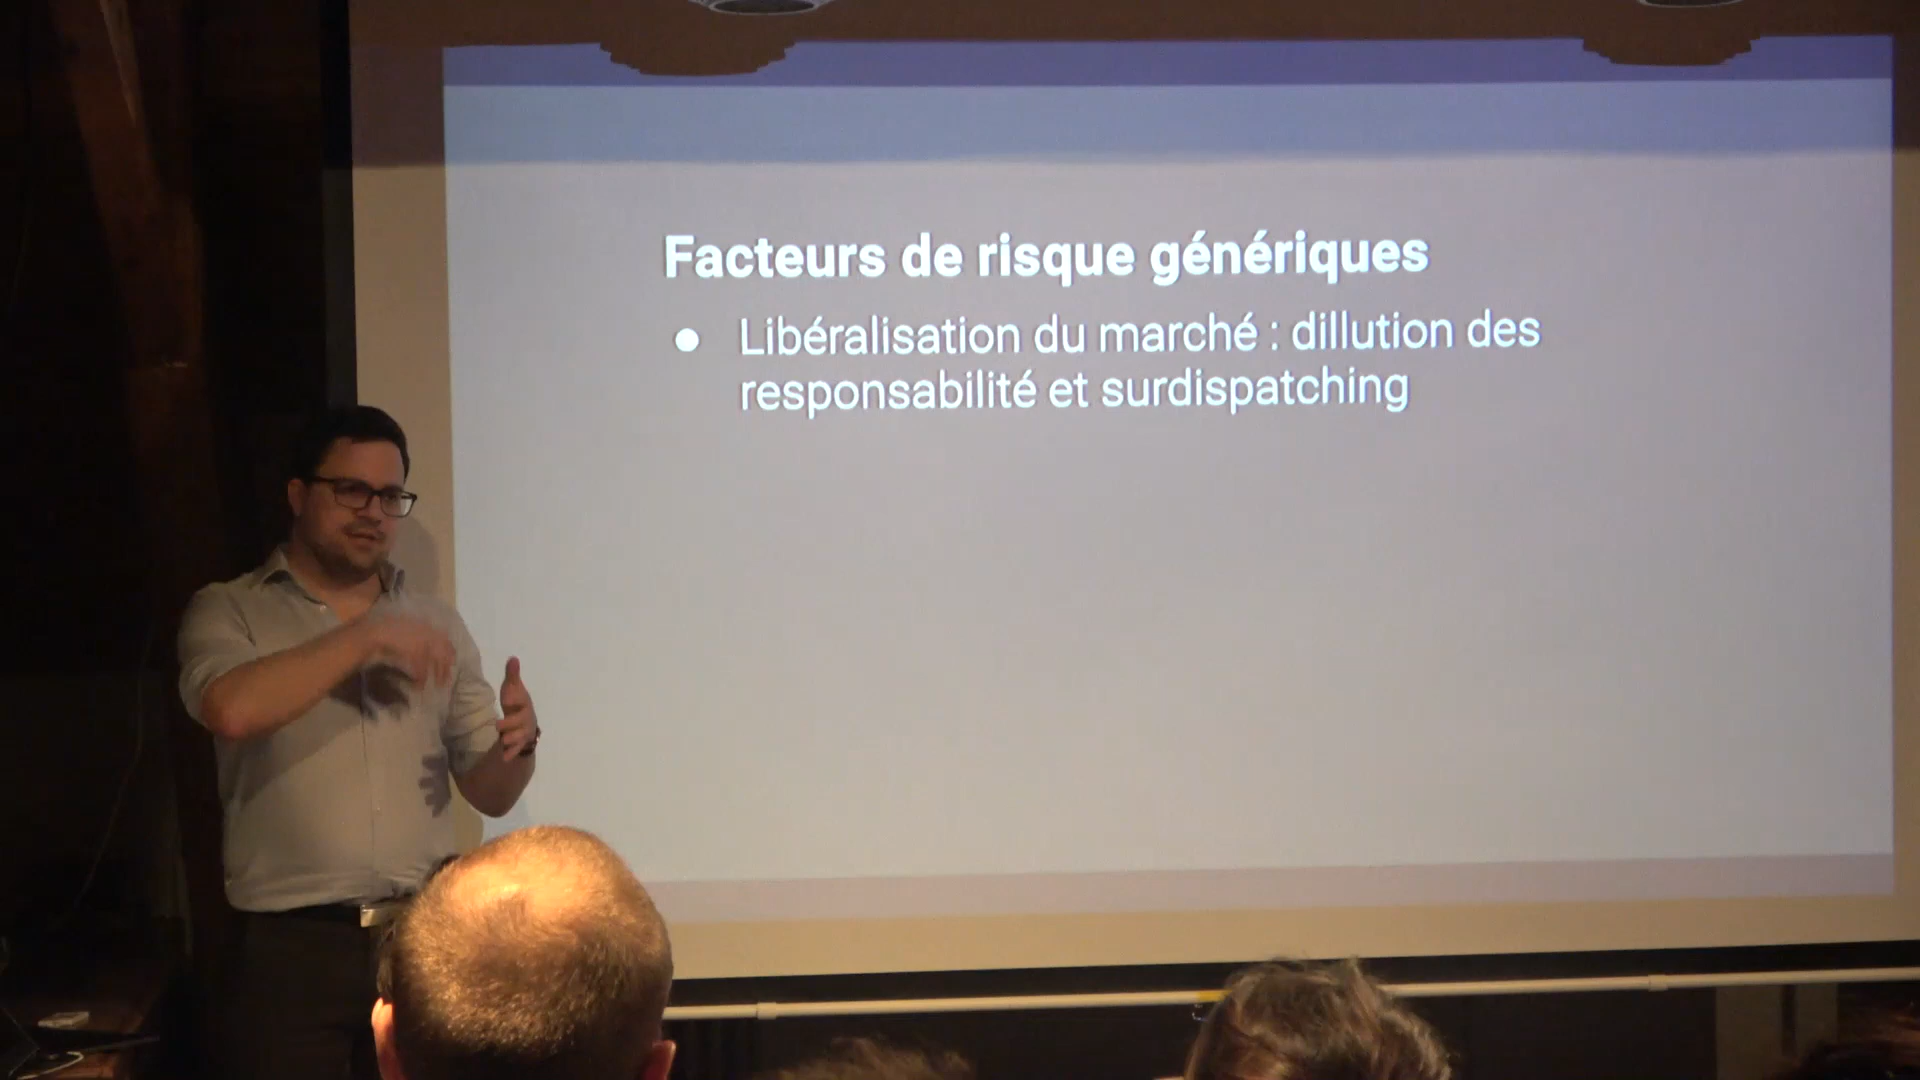 Facteurs de risque génériques
● Libéralisation du marché : dillution des
responsabilité et surdispatching